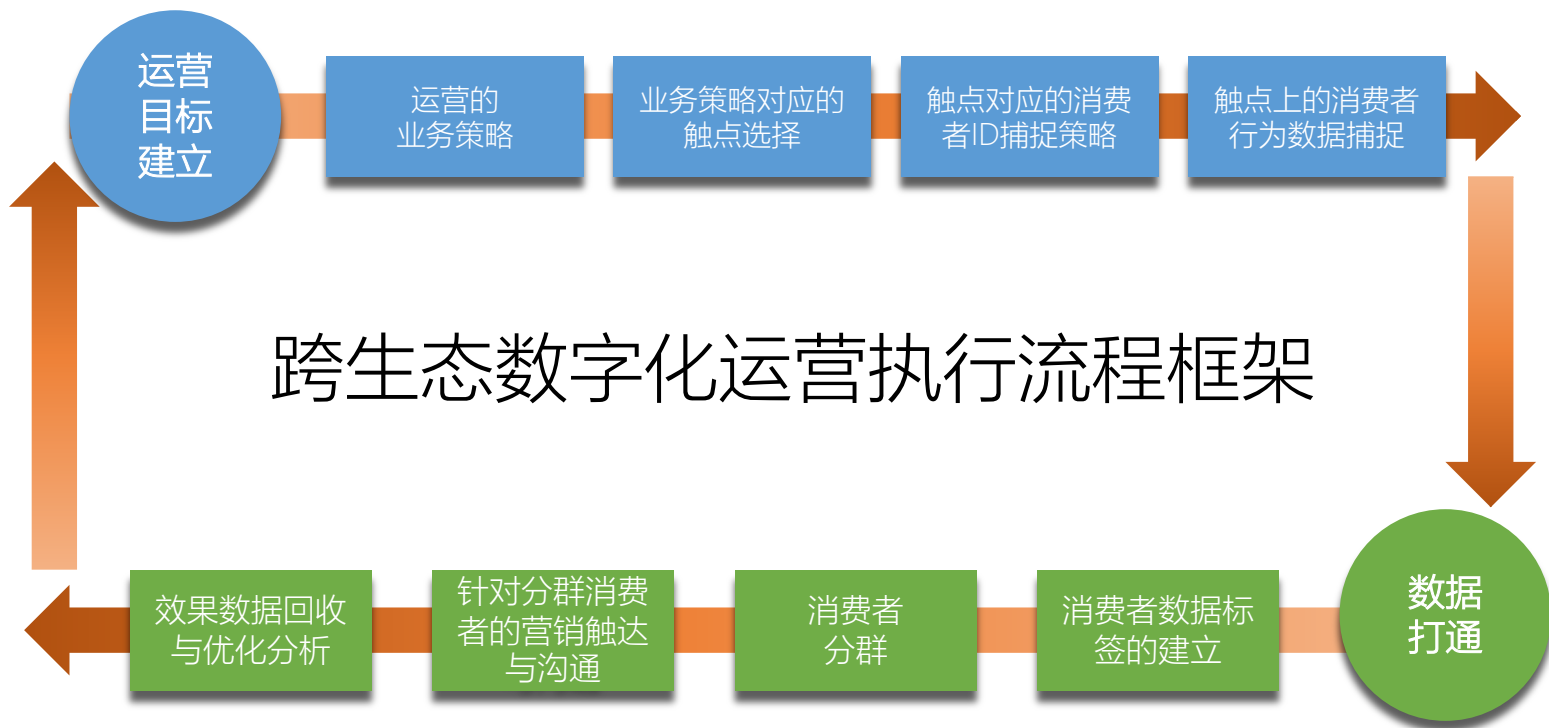 运营
目标
建立
运营的
业务策略
业务策略对应的
触点选择
触点对应的消费
者ID捕捉策略
触点上的消费者
行为数据捕捉
跨生态数字化运营执行流程框架
效果数据回收
与优化分析
针对分群消费
者的营销触达
与沟通
消费者
分群
消费者数据标
签的建立
数据
打通